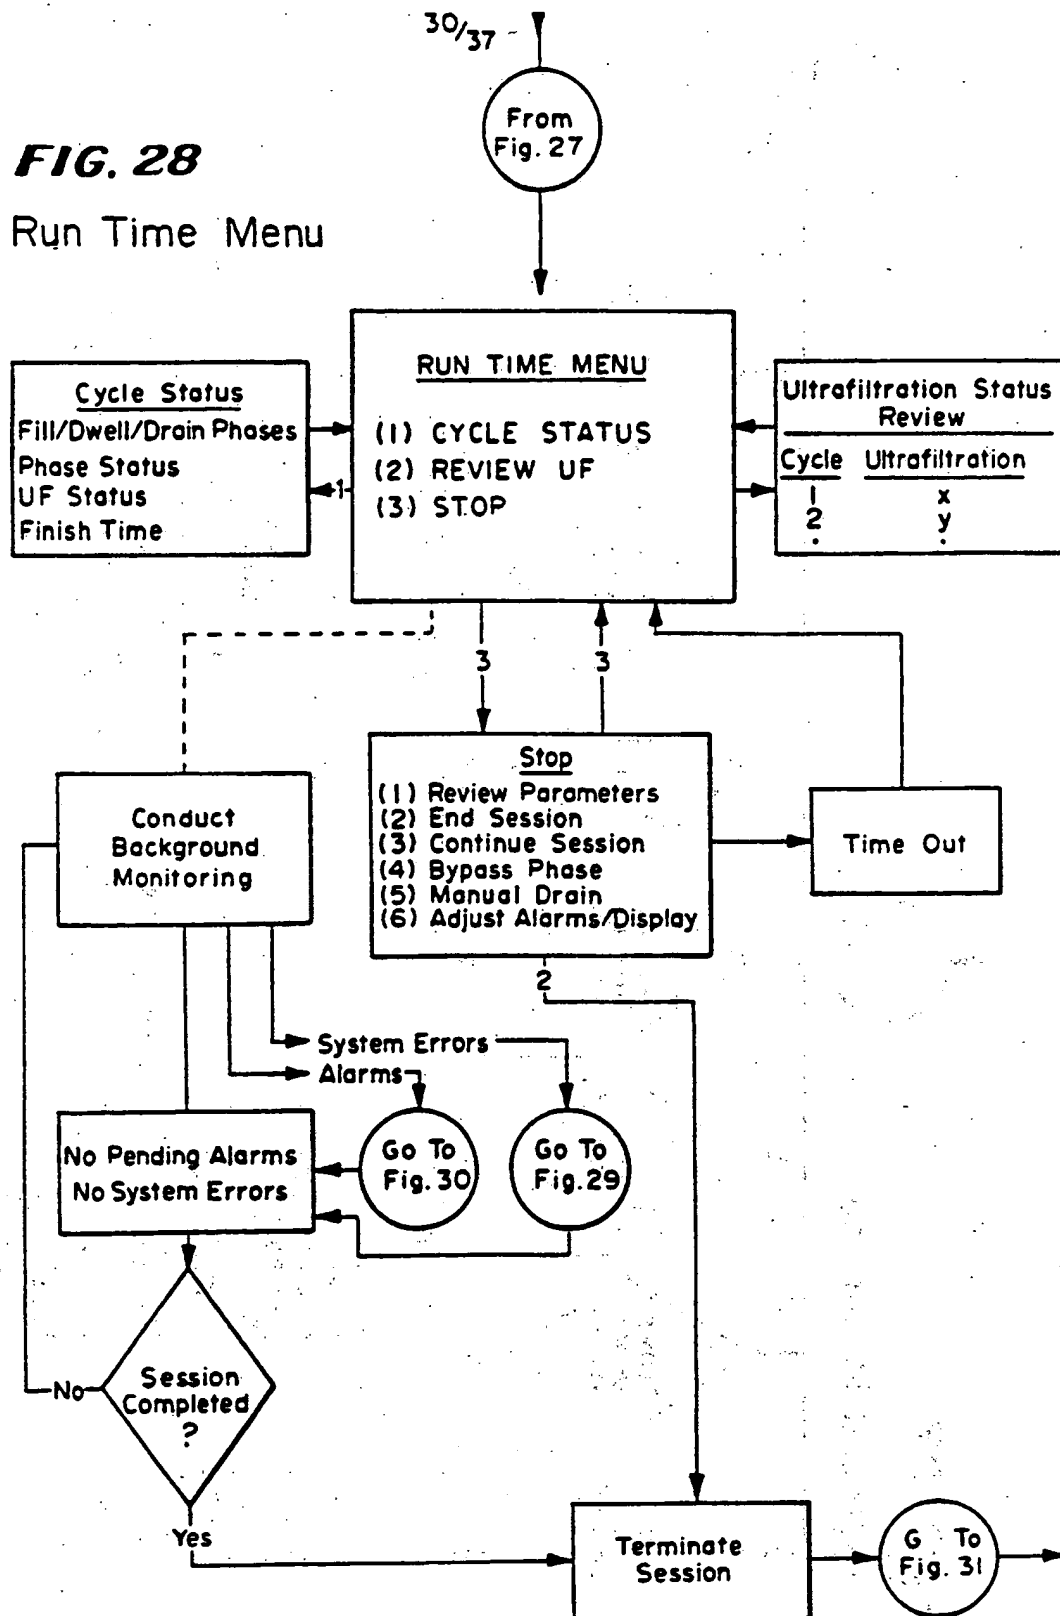 30/37
From
Fig. 27
FIG. 28
Run Time Menu
RUN TIME MENU
(1) CYCLE STATUS
(2) REVIEW UF
(3) STOP
Cycle Status
Fill/Dwell/Drain Phases
Phase Status
UF Status
Finish Time
1
Ultrafiltration Status
Review
Cycle Ultrafiltration
1 x
2 y
. .
3
3
Stop
(1) Review Parameters
(2) End Session
(3) Continue Session
(4) Bypass Phase
(5) Manual Drain
(6) Adjust Alarms/Display
Time Out
2
Conduct
Background
Monitoring
System Errors
Alarms
No Pending Alarms
No System Errors
Go To
Fig. 30
Go To
Fig. 29
Session
Completed
?
No
Yes
Terminate
Session
G To
Fig. 31